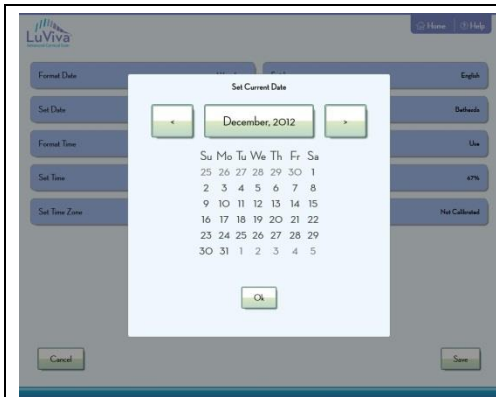 LuViva
Advanced Cervical Scan
Home
Help
Format Date
English
Set Date
Bethesda
Format Time
Use
Set Time
67%
Set Time Zone
Not Calibrated
Set Current Date
<
December, 2012
>
Su Mo Tu We Th Fr Sa
25 26 27 28 29 30 1
2 3 4 5 6 7 8
9 10 11 12 13 14 15
16 17 18 19 20 21 22
23 24 25 26 27 28 29
30 31 1 2 3 4 5
Ok
Cancel
Save